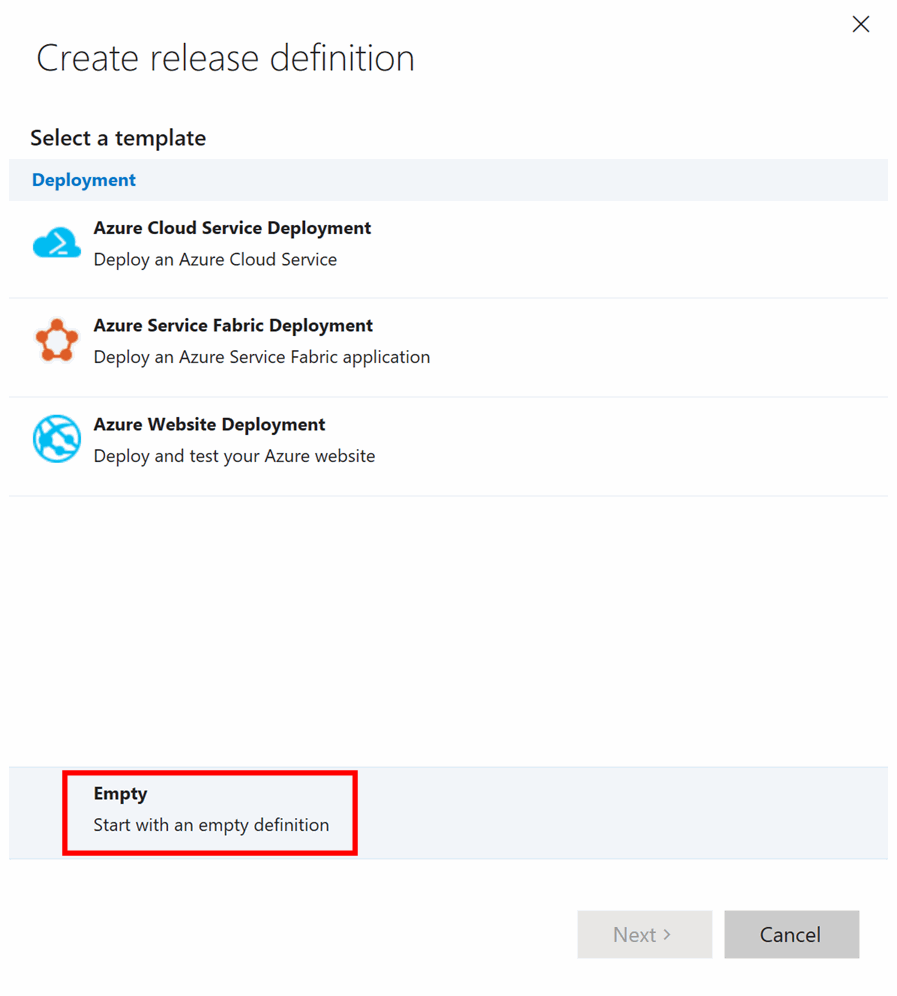 Create release definition
Select a template
Deployment
Azure Cloud Service Deployment
Deploy an Azure Cloud Service
Azure Service Fabric Deployment
Deploy an Azure Service Fabric application
Azure Website Deployment
Deploy and test your Azure website
Empty
Start with an empty definition
Next >
Cancel